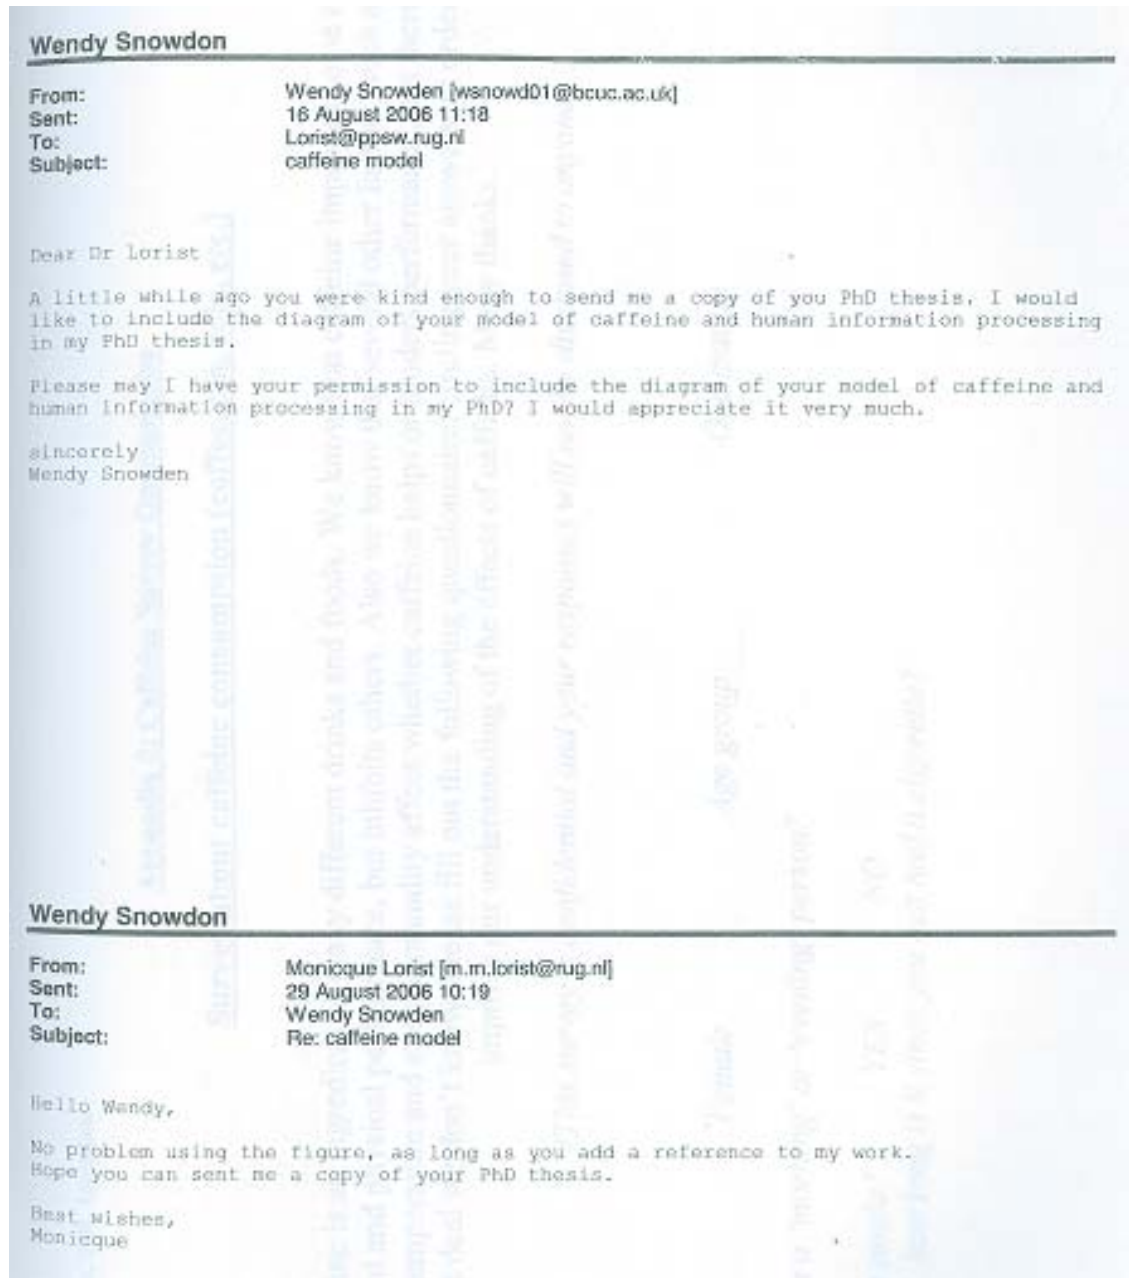 Wendy Snowdon
From: Wendy Snowden [wsnowd01@bcuc.ac.uk]
Sent: 16 August 2006 11:18
To: Lorist@ppsw.rug.nl
Subject: caffeine model
Dear Dr Lorist
A little while ago you were kind enough to send me a copy of you PhD thesis. I would
like to include the diagram of your model of caffeine and human information processing
in my PhD thesis.
Please may I have your permission to include the diagram of your model of caffeine and
human information processing in my PhD? I would appreciate it very much.
sincerely
Wendy Snowden
Wendy Snowdon
From: Monicque Lorist [m.m.lorist@rug.nl]
Sent: 29 August 2006 10:19
To: Wendy Snowden
Subject: Re: caffeine model
Hello Wendy,
No problem using the figure, as long as you add a reference to my work.
Hope you can sent me a copy of your PhD thesis.
Best wishes,
Monicque